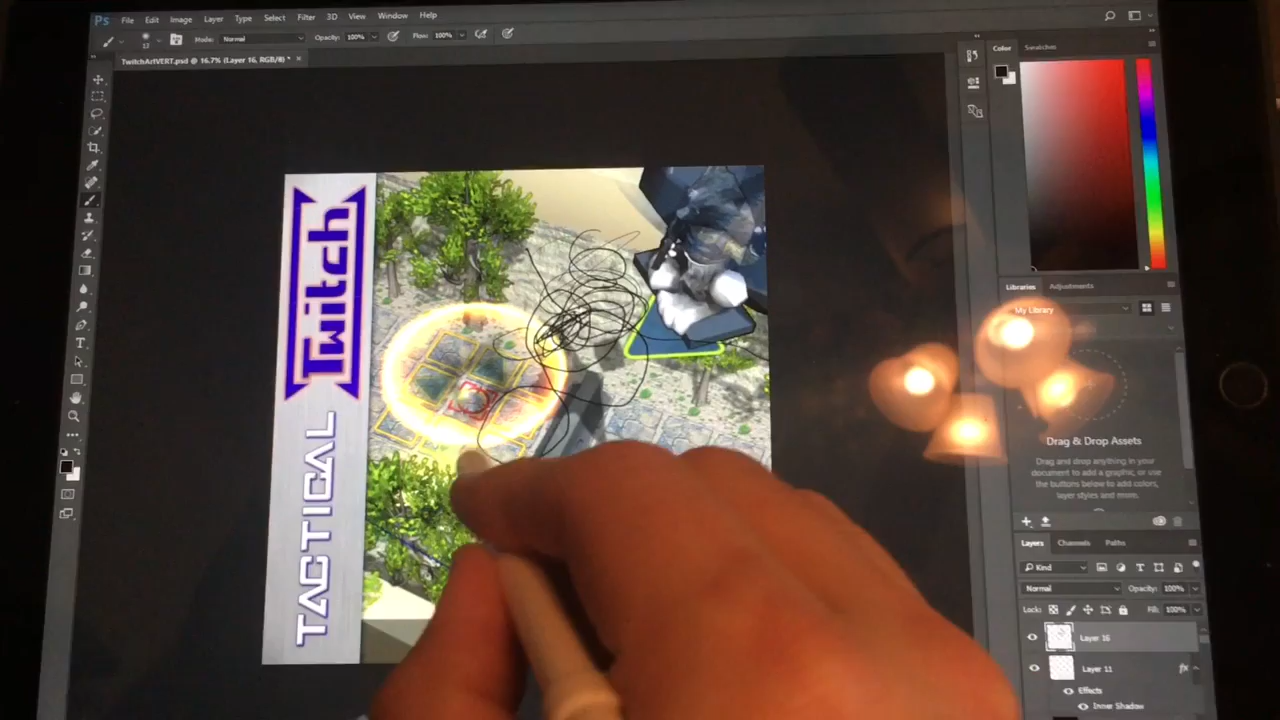 Ps File Edit Image Layer Type Select Filter 3D View Window Help
13 Mode: Normal Opacity: 100% Flow: 100%
TwitchArtVERT.psd @ 16.7% (Layer 16, RGB/8) * ×
Color Swatches
Twitch
TACTICAL
Libraries Adjustments
My Library
Drag & Drop Assets
Drag and drop anything in your
document to add a graphic, or use
the buttons below to add colors,
layer styles and more.
Layers Channels Paths
Kind
Normal Opacity: 100%
Lock: Fill: 100%
Layer 16
Layer 11 fx
Effects
Inner Shadow